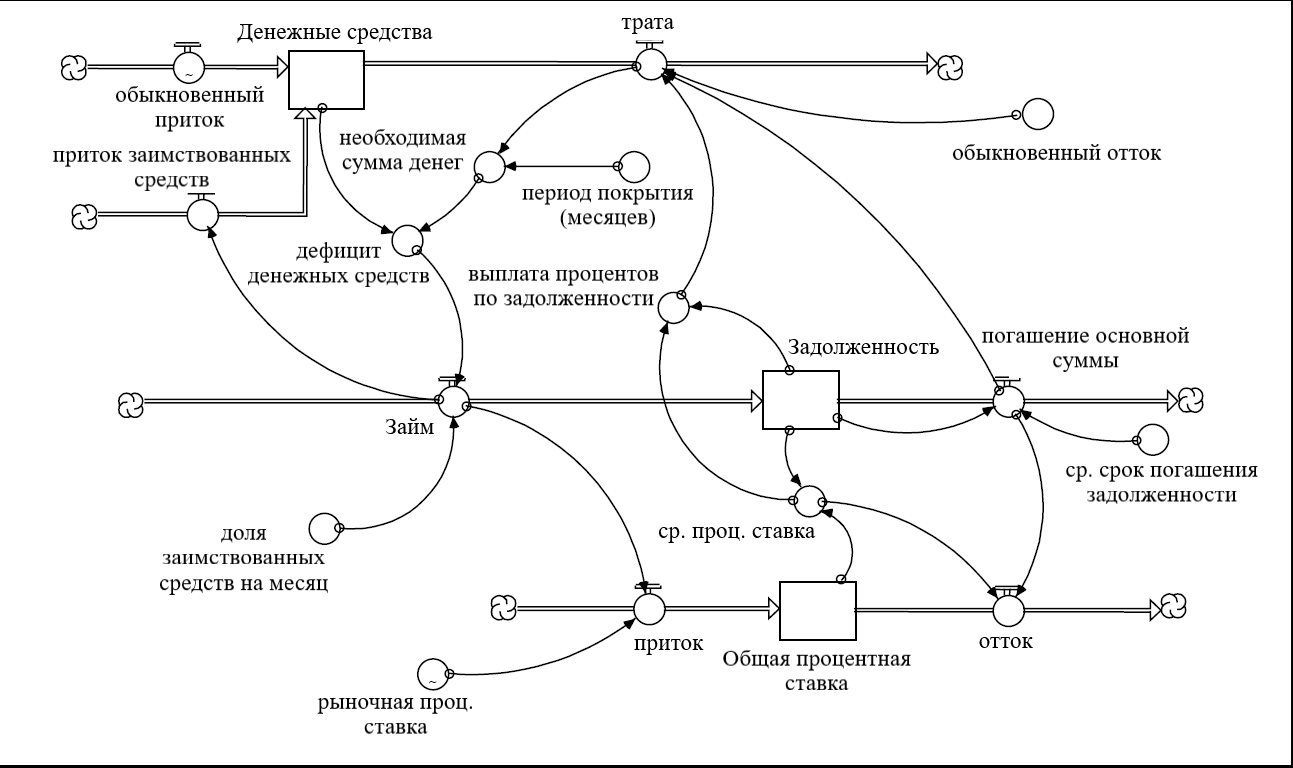 трата
Денежные средства
обыкновенный
приток
необходимая
сумма денег
обыкновенный отток
приток заимствованных
средств
период покрытия
(месяцев)
дефицит
денежных средств
выплата процентов
по задолженности
Задолженность
погашение основной
суммы
Займ
ср. срок погашения
задолженности
доля
заимствованных
средств на месяц
ср. проц. ставка
приток
отток
Общая процентная
ставка
рыночная проц.
ставка
~
~